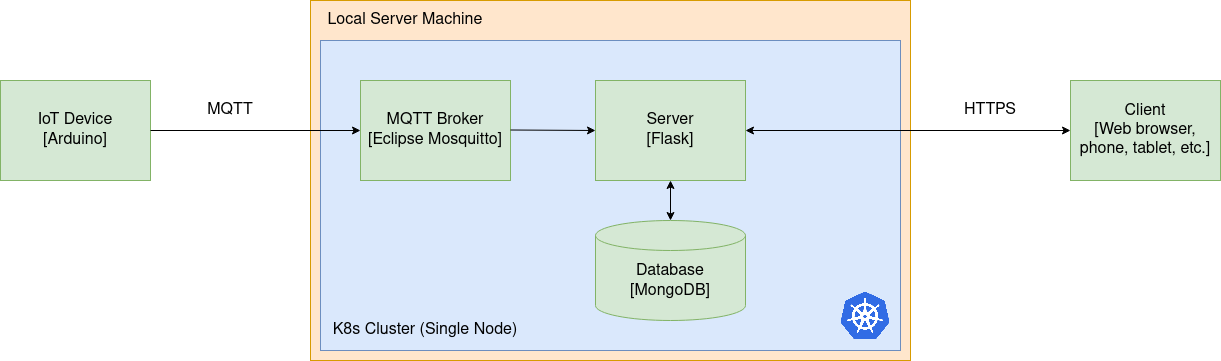 Local Server Machine
IoT Device
[Arduino]
MQTT
MQTT Broker
[Eclipse Mosquitto]
Server
[Flask]
HTTPS
Client
[Web browser,
phone, tablet, etc.]
Database
[MongoDB]
K8s Cluster (Single Node)